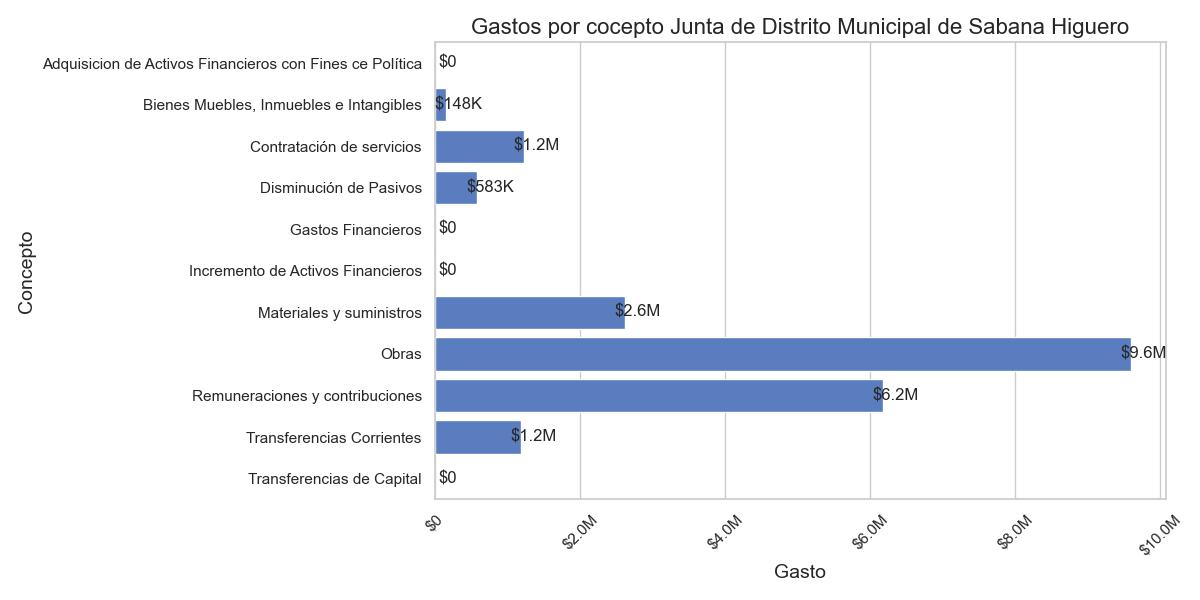 Gastos por cocepto Junta de Distrito Municipal de Sabana Higuero
Concepto
Adquisicion de Activos Financieros con Fines ce Política $0
Bienes Muebles, Inmuebles e Intangibles $148K
Contratación de servicios $1.2M
Disminución de Pasivos $583K
Gastos Financieros $0
Incremento de Activos Financieros $0
Materiales y suministros $2.6M
Obras $9.6M
Remuneraciones y contribuciones $6.2M
Transferencias Corrientes $1.2M
Transferencias de Capital $0
$0 $2.0M $4.0M $6.0M $8.0M $10.0M
Gasto